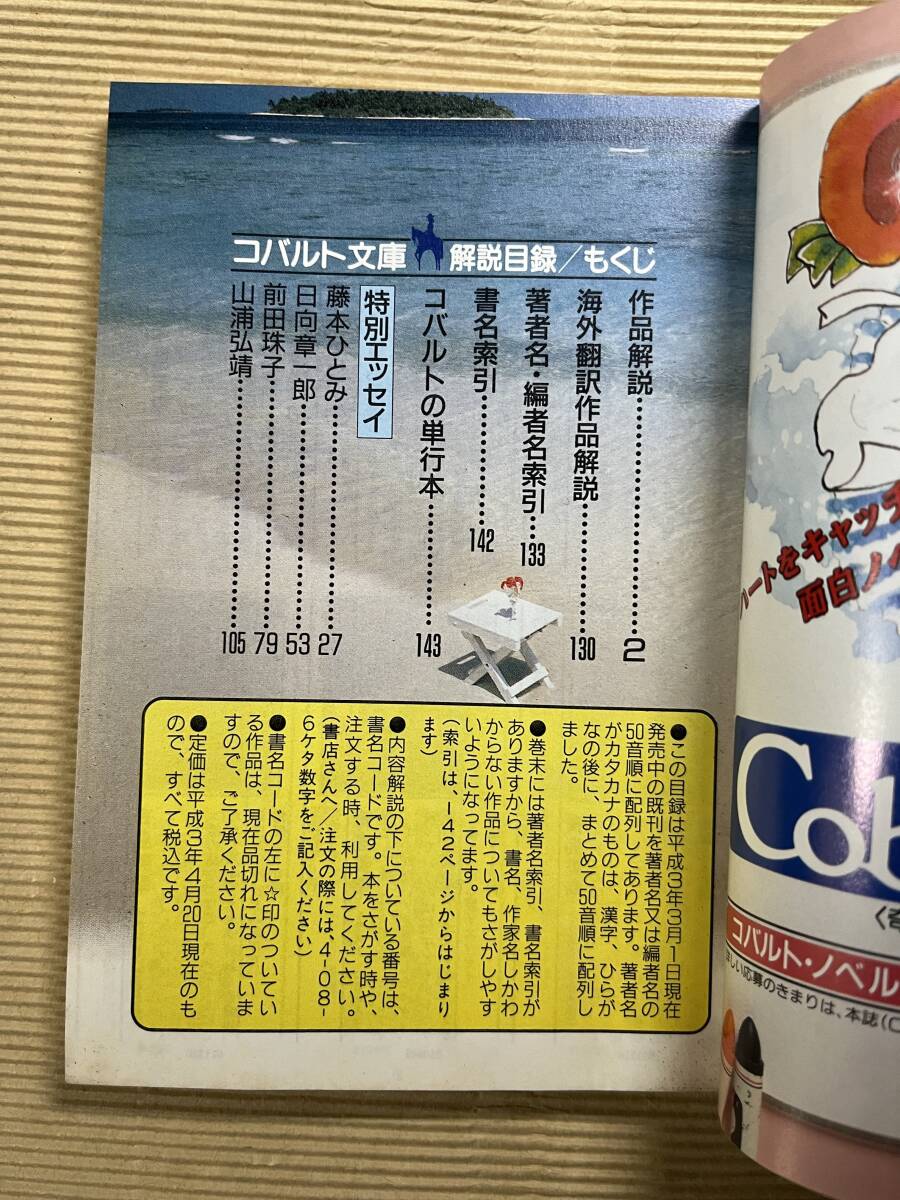 コバルト文庫 解説目録/もくじ
作品解説……………………2
海外翻訳作品解説…………130
著者名・編者名索引…133
書名索引……………142
コバルトの単行本……………143
特別エッセイ
藤本ひとみ……………………27
日向章一郎……………………53
前田珠子……………………79
山浦弘靖……………………105
●この目録は平成3年3月1日現在
発売中の既刊を著者名又は編者名の
50音順に配列してあります。著者名
がカタカナのものは、漢字、ひらが
なの後に、まとめて50音順に配列し
ました。
●巻末には著者名索引、書名索引が
ありますから、書名、作家名しかわ
からない作品についてもさがしやす
いようになってます。
(索引は、142ページからはじまり
ます)
●内容解説の下についている番号は、
書名コードです。本をさがす時や、
注文する時、利用してください。
(書店さんへ/注文の際には、4-08-
6ケタ数字をご記入ください)
●書名コードの左に☆印のついてい
る作品は、現在品切れになっていま
すので、ご了承ください。
●定価は平成3年4月20日現在のも
ので、すべて税込です。
ハートをキャッチ
面白ノベ
Cob
コバルト・ノベル
しい応募のきまりは、本誌(C